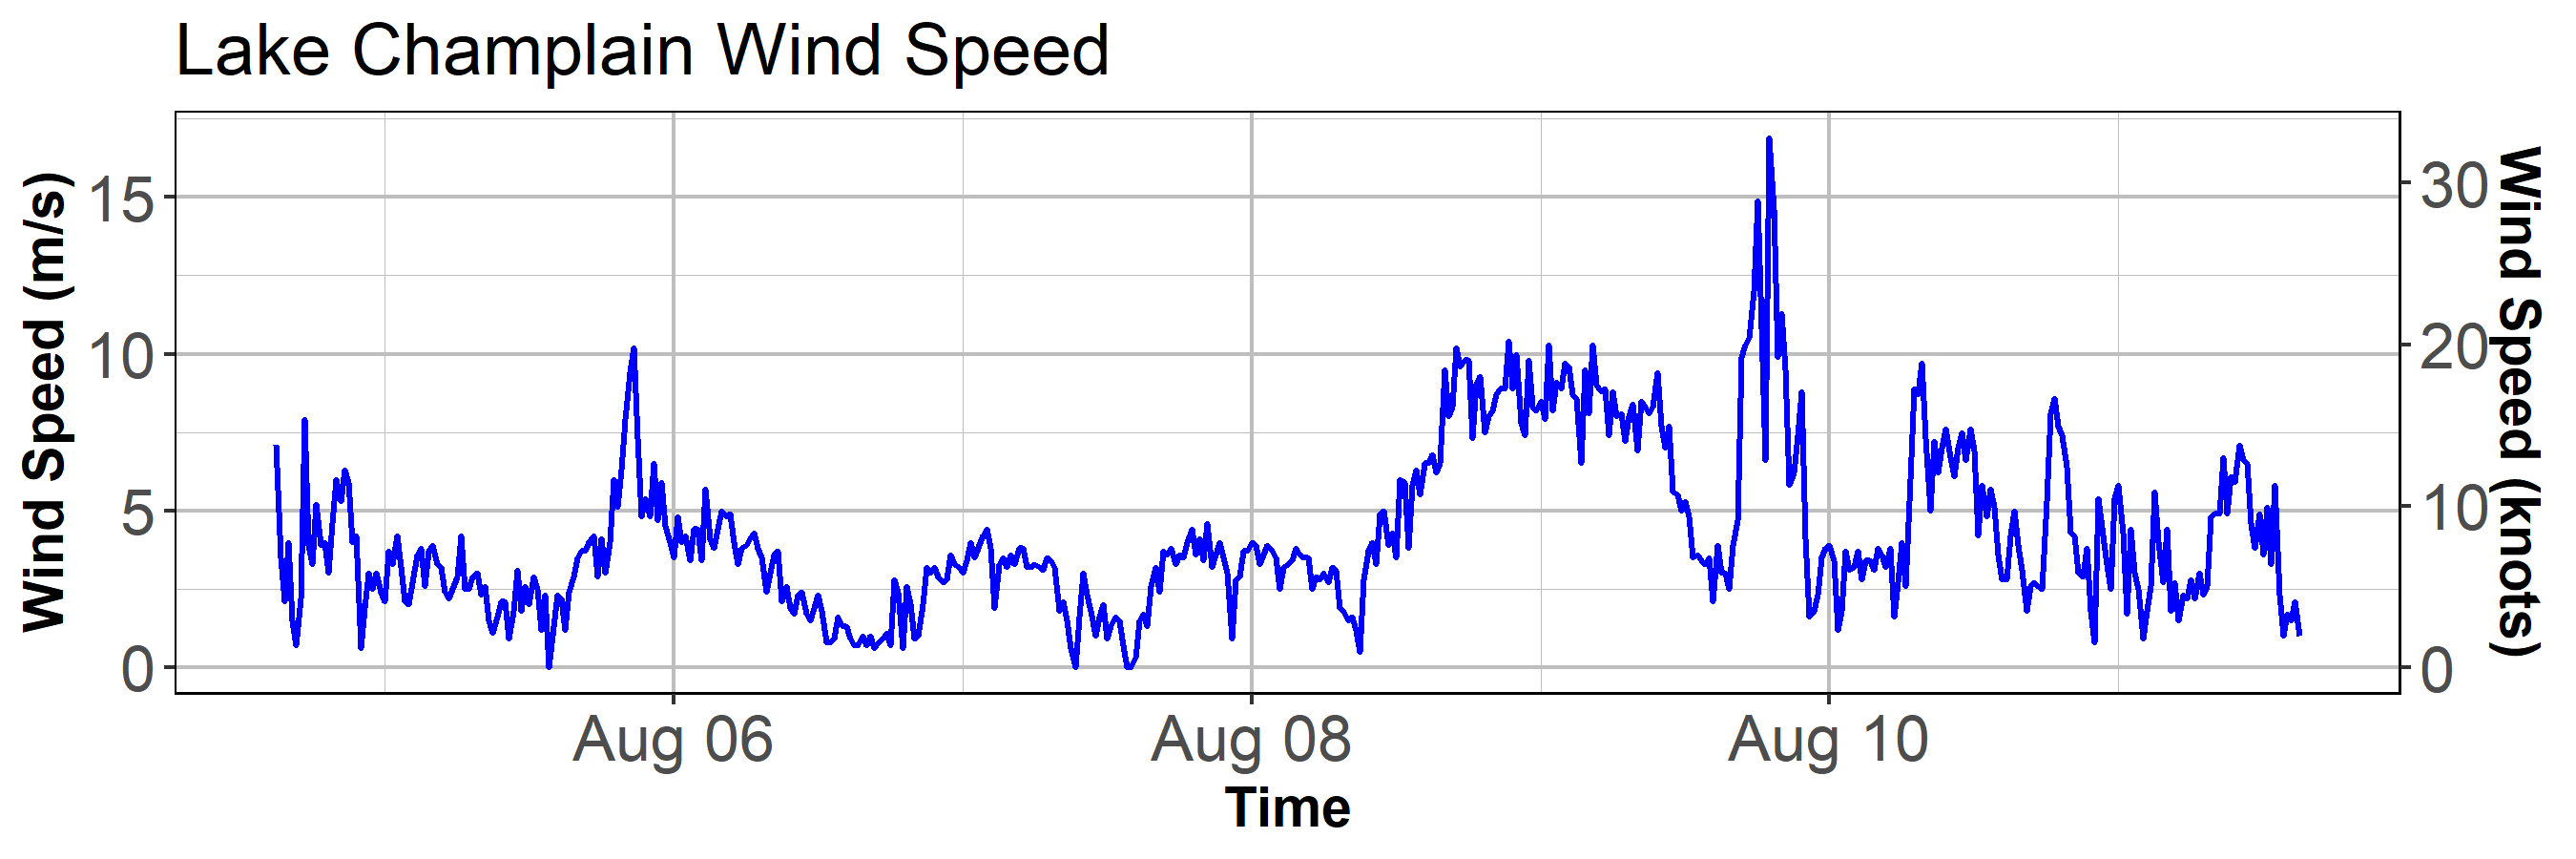 Lake Champlain Wind Speed
Wind Speed (m/s)
15
10
5
0
30
20
10
0
Wind Speed (knots)
Aug 06
Aug 08
Aug 10
Time